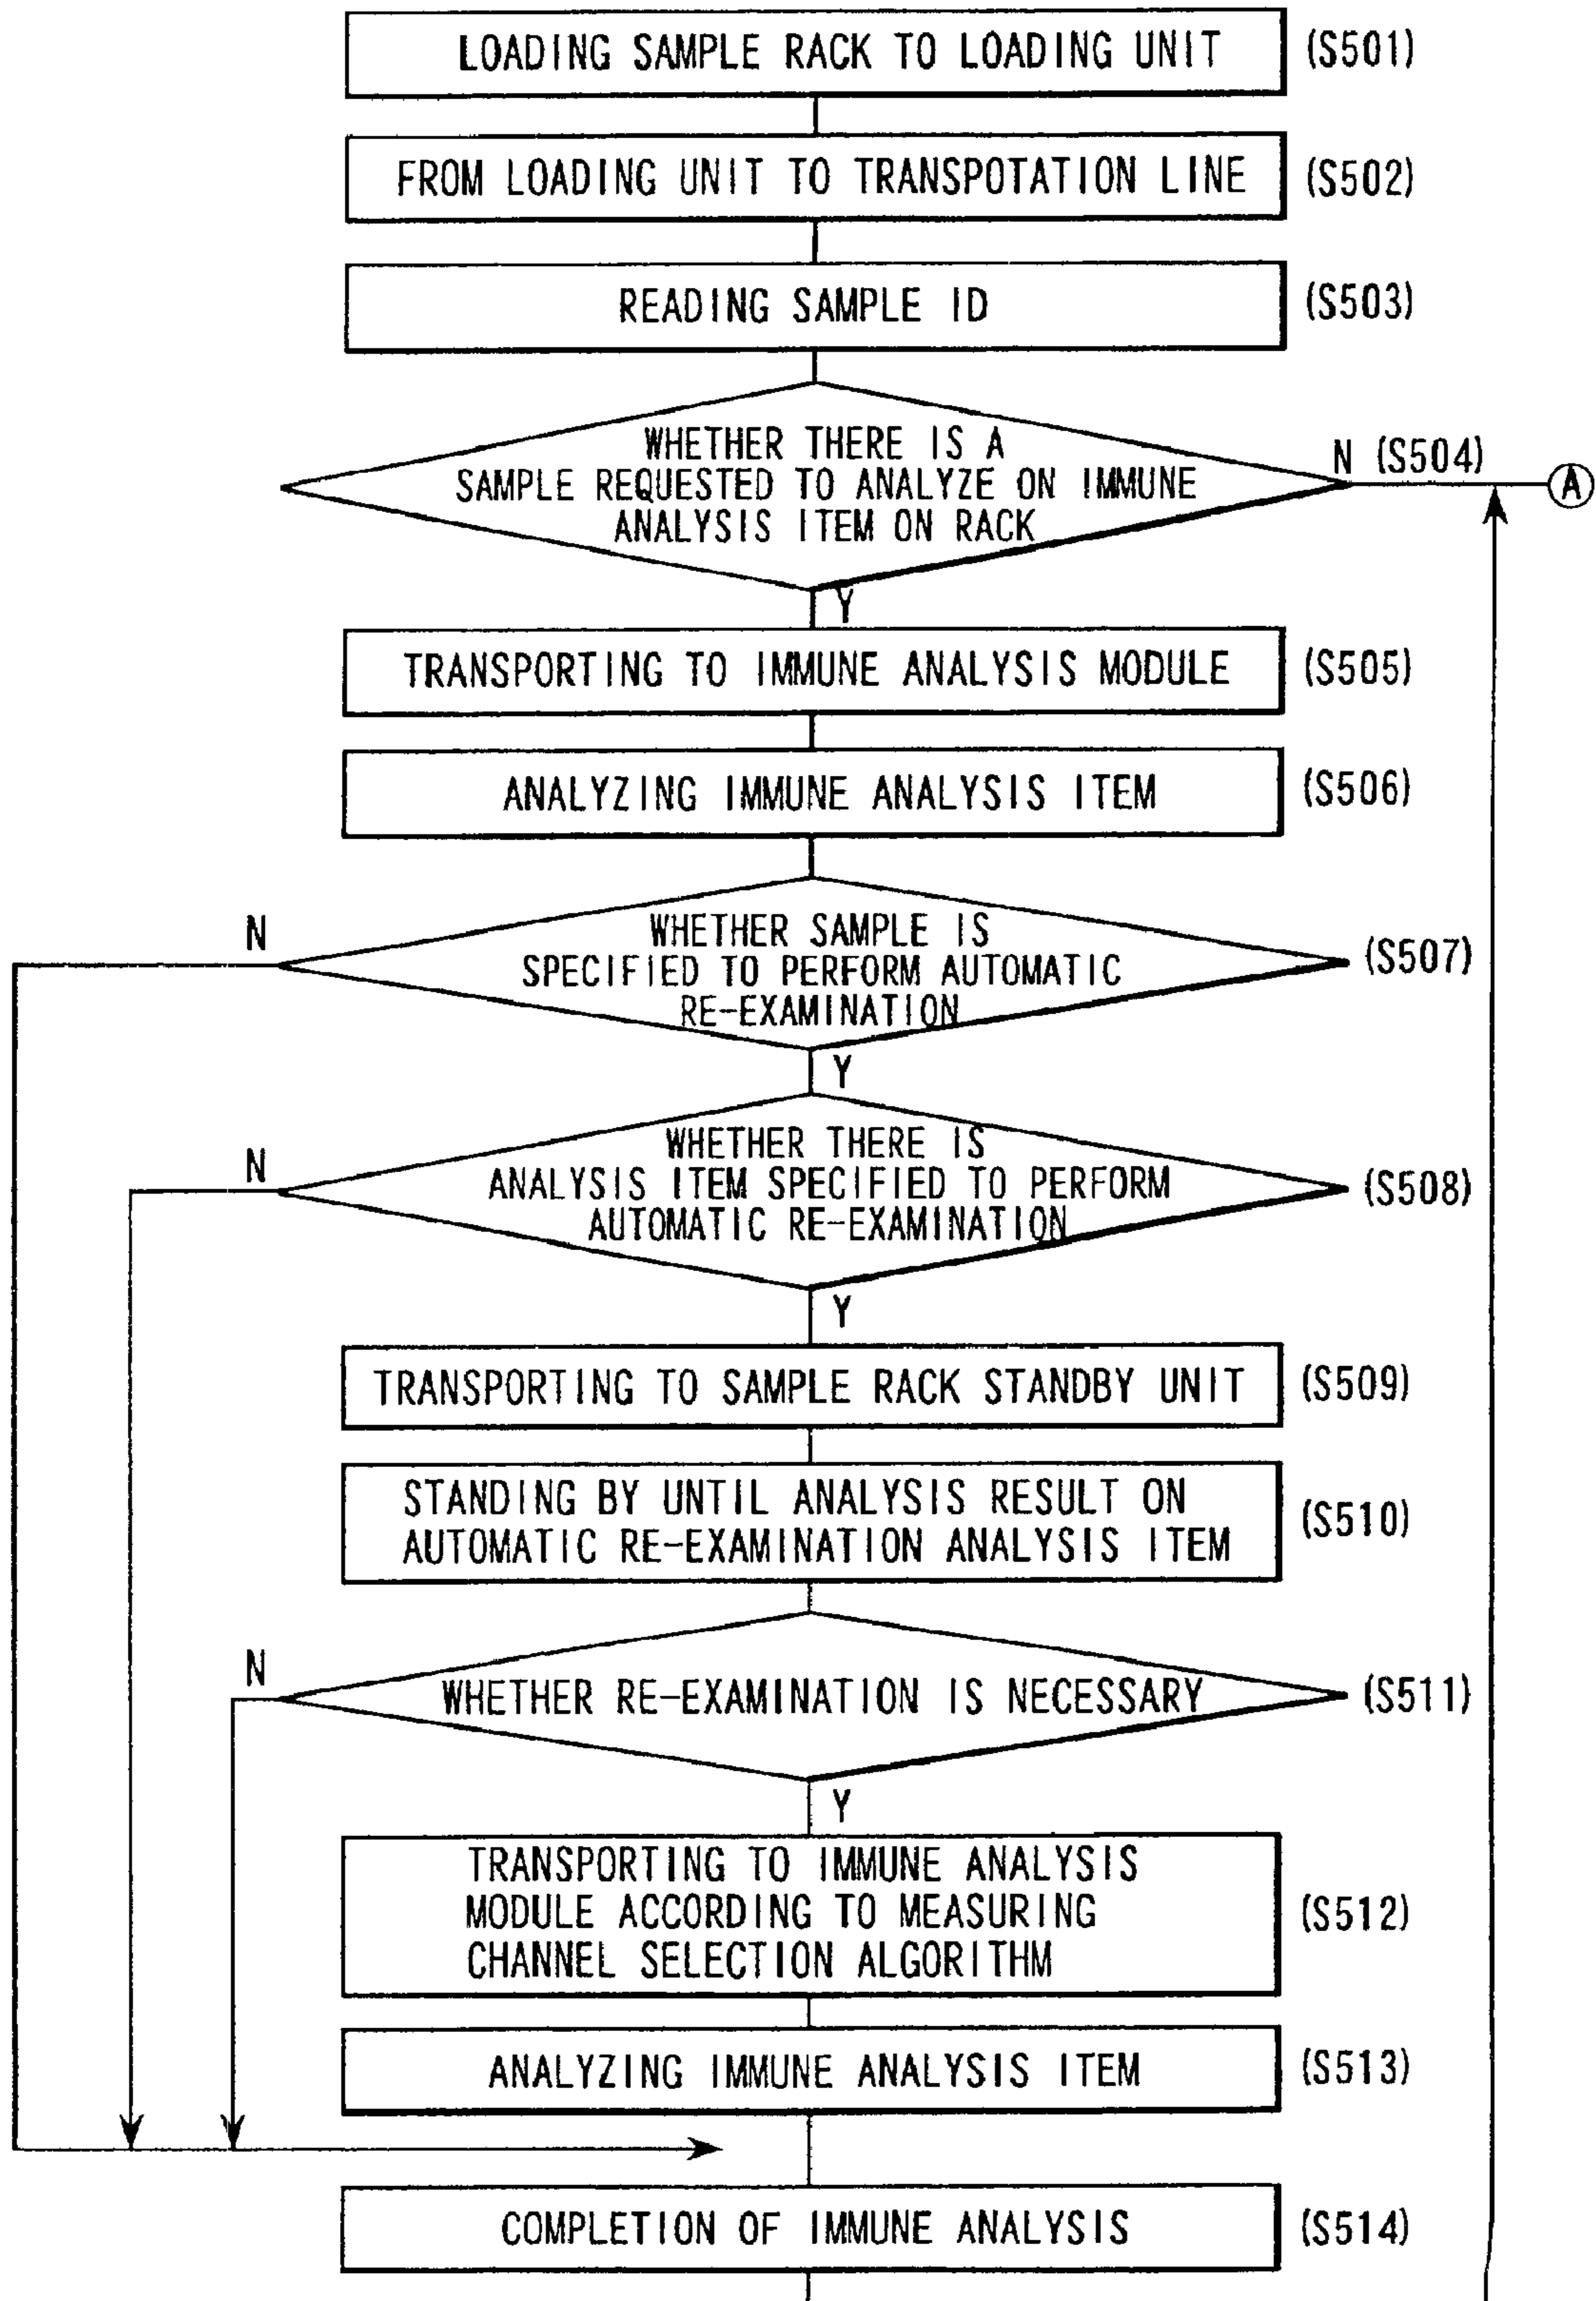 LOADING SAMPLE RACK TO LOADING UNIT (S501)
FROM LOADING UNIT TO TRANSPOTATION LINE (S502)
READING SAMPLE ID (S503)
WHETHER THERE IS A
SAMPLE REQUESTED TO ANALYZE ON IMMUNE
ANALYSIS ITEM ON RACK
N (S504)
A
Y
TRANSPORTING TO IMMUNE ANALYSIS MODULE (S505)
ANALYZING IMMUNE ANALYSIS ITEM (S506)
N
WHETHER SAMPLE IS
SPECIFIED TO PERFORM AUTOMATIC
RE-EXAMINATION
(S507)
Y
N
WHETHER THERE IS
ANALYSIS ITEM SPECIFIED TO PERFORM
AUTOMATIC RE-EXAMINATION
(S508)
Y
TRANSPORTING TO SAMPLE RACK STANDBY UNIT (S509)
STANDING BY UNTIL ANALYSIS RESULT ON
AUTOMATIC RE-EXAMINATION ANALYSIS ITEM
(S510)
N
WHETHER RE-EXAMINATION IS NECESSARY (S511)
Y
TRANSPORTING TO IMMUNE ANALYSIS
MODULE ACCORDING TO MEASURING
CHANNEL SELECTION ALGORITHM
(S512)
ANALYZING IMMUNE ANALYSIS ITEM (S513)
COMPLETION OF IMMUNE ANALYSIS (S514)